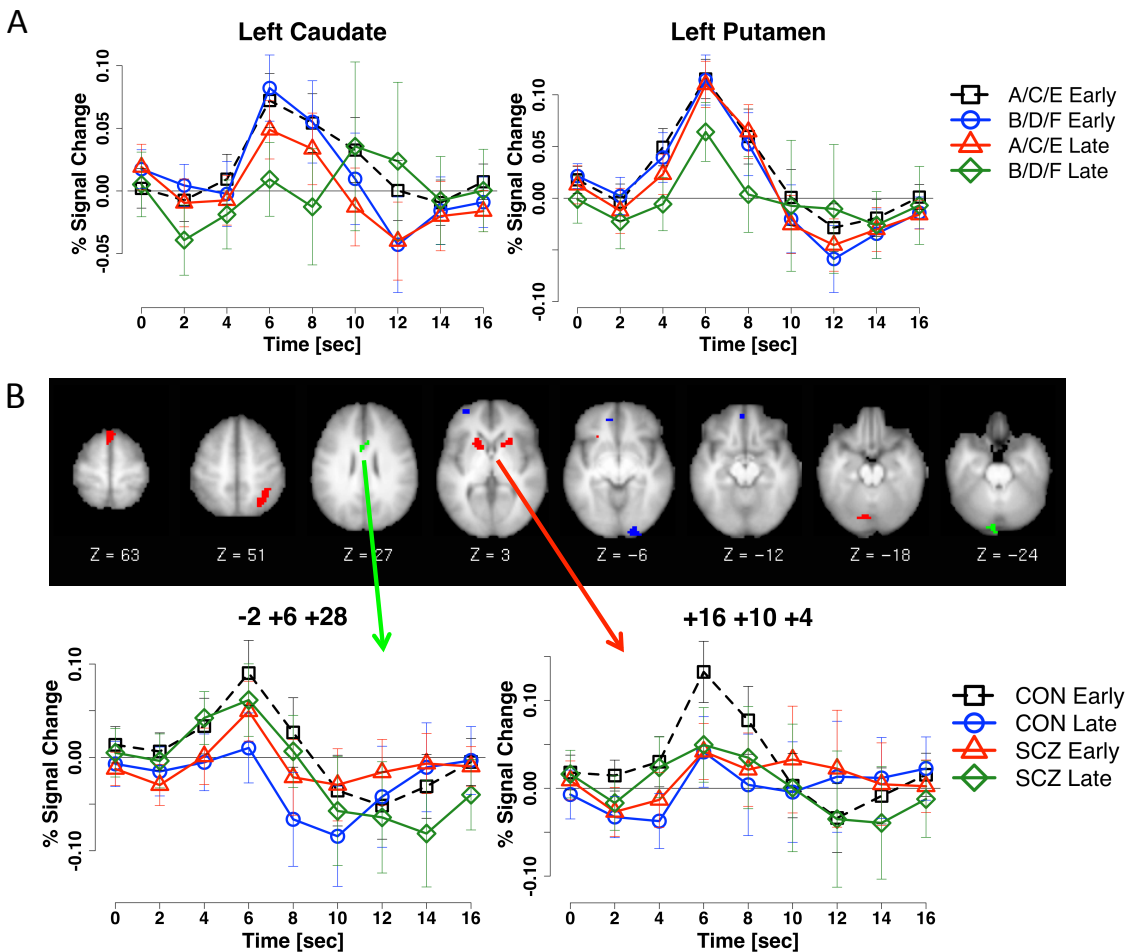 A
Left Caudate
Left Putamen
% Signal Change
0.10
0.05
0.00
-0.05
0 2 4 6 8 10 12 14 16
Time [sec]
% Signal Change
0.10
0.05
0.00
-0.10
0 2 4 6 8 10 12 14 16
Time [sec]
A/C/E Early
B/D/F Early
A/C/E Late
B/D/F Late
B
Z = 63
Z = 51
Z = 27
Z = 3
Z = -6
Z = -12
Z = -18
Z = -24
-2 +6 +28
+16 +10 +4
% Signal Change
0.10
0.00
-0.10
0 2 4 6 8 10 12 14 16
Time [sec]
% Signal Change
0.10
0.00
-0.10
0 2 4 6 8 10 12 14 16
Time [sec]
CON Early
CON Late
SCZ Early
SCZ Late